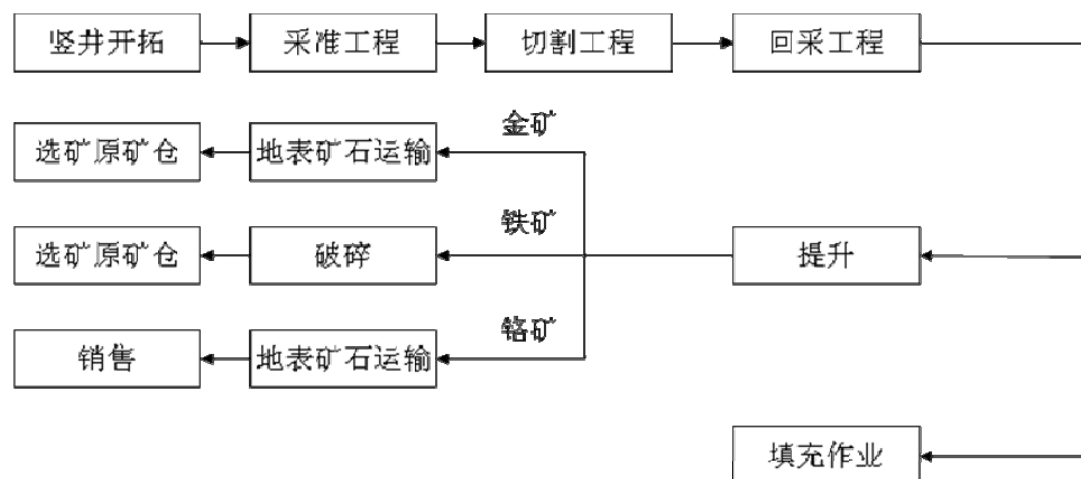 竖井开拓 采准工程 切割工程 回采工程
金矿
选矿原矿仓 地表矿石运输
铁矿
选矿原矿仓 破碎 提升
铬矿
销售 地表矿石运输
填充作业